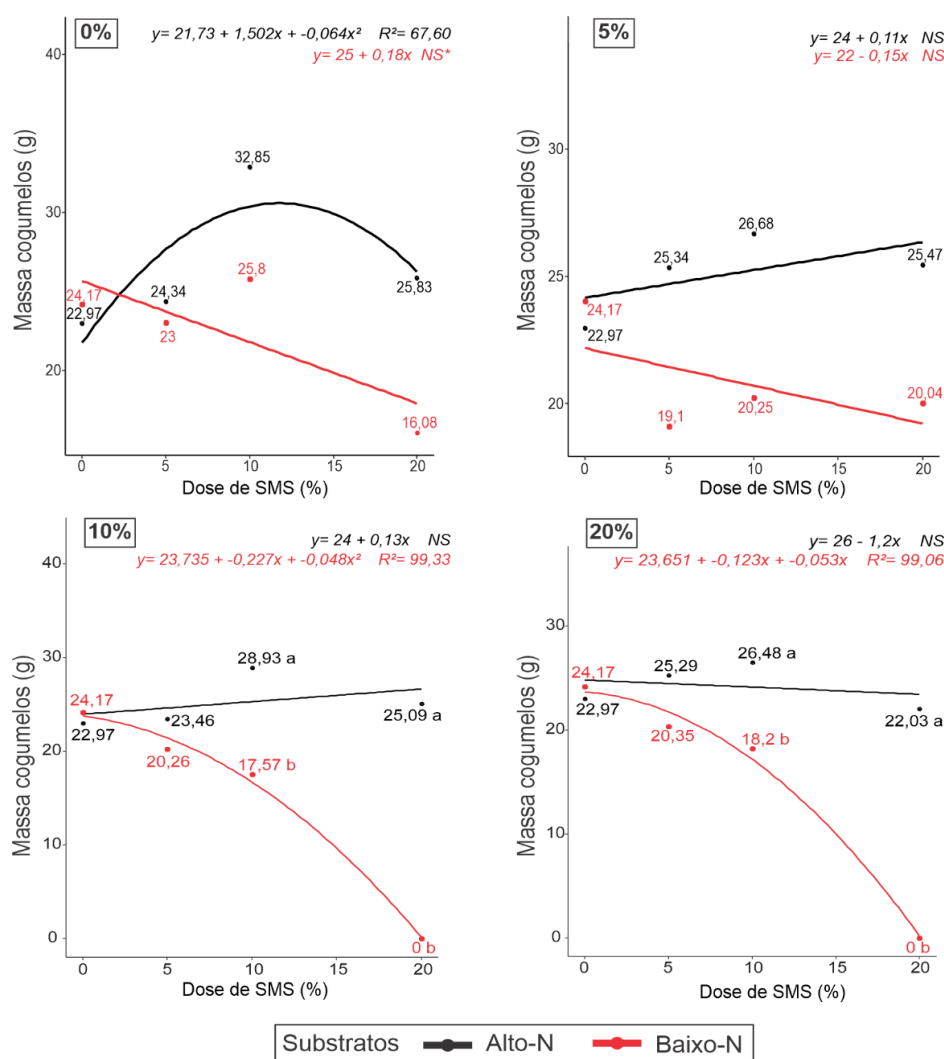 0%
y= 21,73 + 1,502x + -0,064x² R²= 67,60
y= 25 + 0,18x NS*
Massa cogumelos (g)
40
30
20
32,85
24,17
22,97
24,34
23
25,8
25,83
16,08
0 5 10 15 20
Dose de SMS (%)
5%
y= 24 + 0,11x NS
y= 22 - 0,15x NS
Massa cogumelos (g)
30
25
20
26,68
25,34
25,47
24,17
22,97
19,1
20,25
20,04
0 5 10 15 20
Dose de SMS (%)
10%
y= 24 + 0,13x NS
y= 23,735 + -0,227x + -0,048x² R²= 99,33
Massa cogumelos (g)
40
30
20
10
0
28,93 a
24,17
22,97
23,46
25,09 a
20,26
17,57 b
0 b
0 5 10 15 20
Dose de SMS (%)
20%
y= 26 - 1,2x NS
y= 23,651 + -0,123x + -0,053x R²= 99,06
Massa cogumelos (g)
30
20
10
0
24,17
25,29
26,48 a
22,97
22,03 a
20,35
18,2 b
0 b
0 5 10 15 20
Dose de SMS (%)
Substratos Alto-N Baixo-N